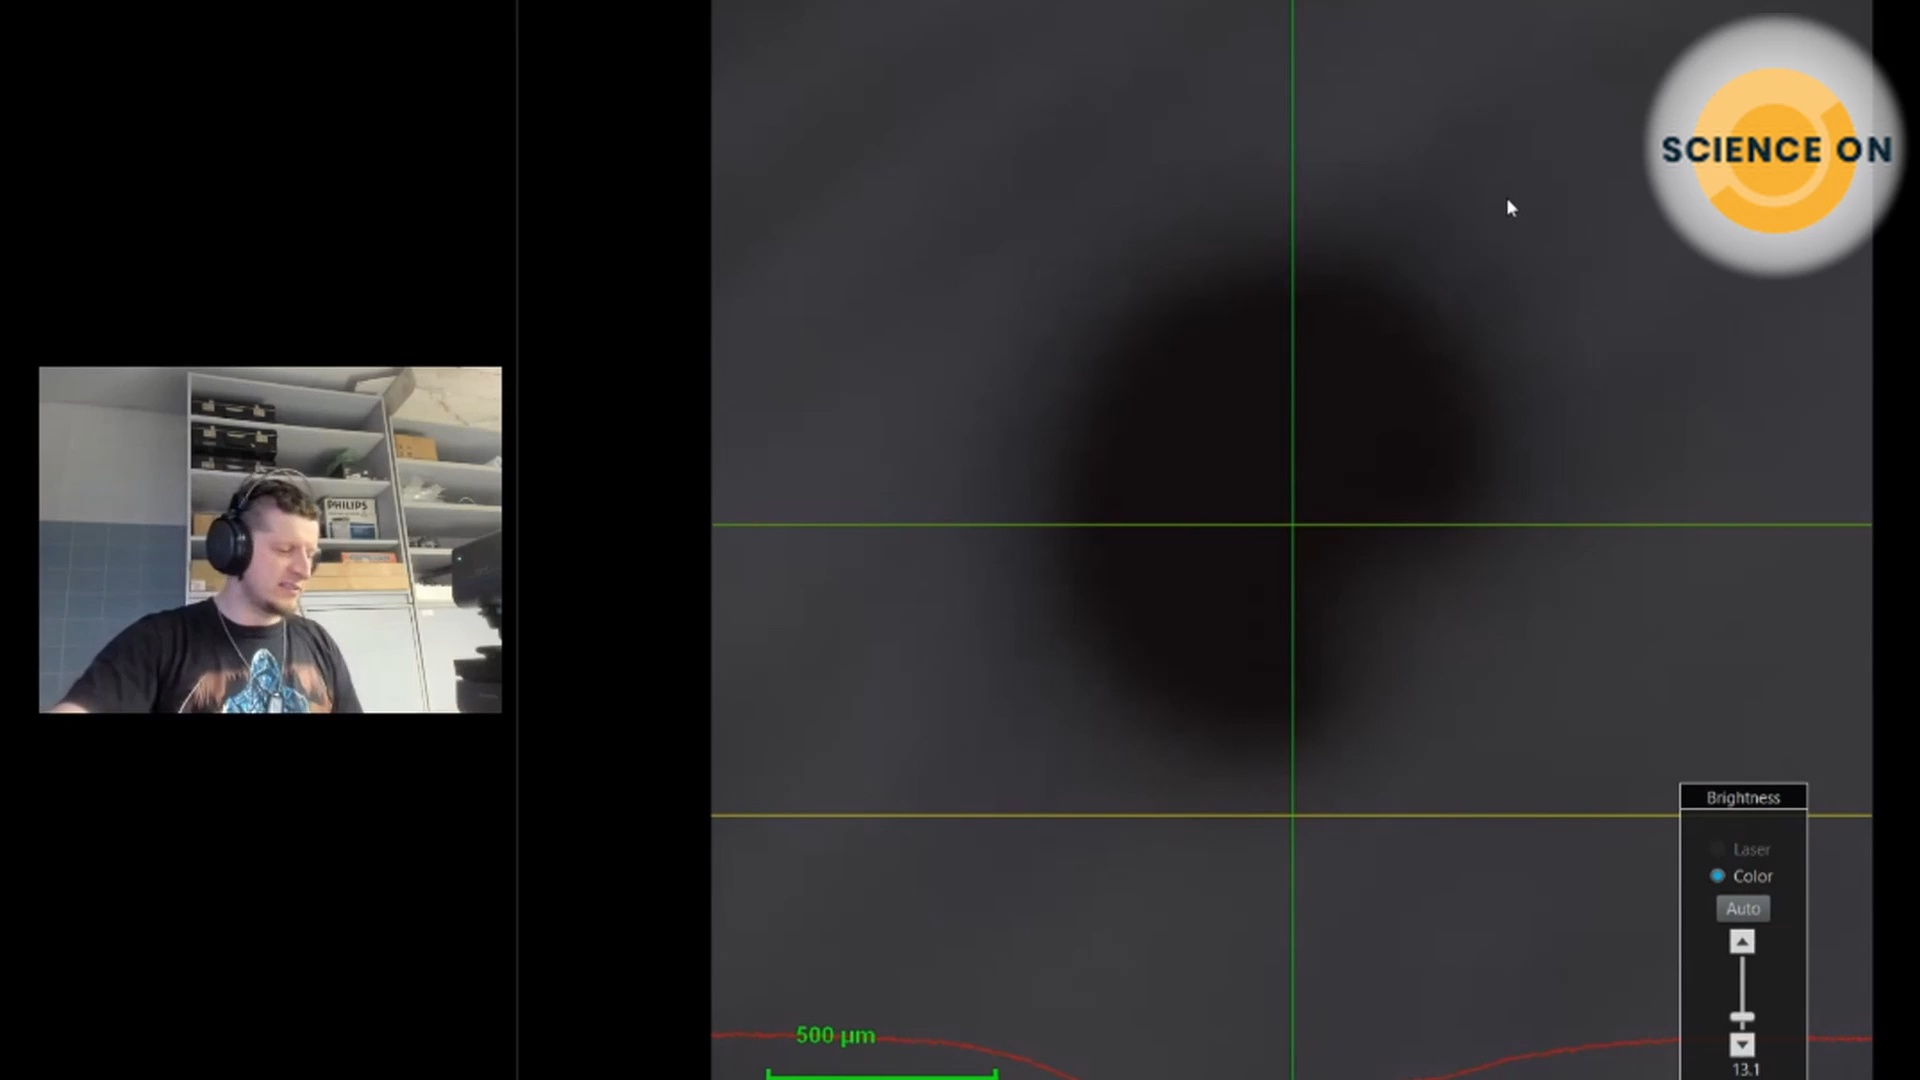 SCIENCE ON
PHILIPS
Brightness
Laser
Color
Auto
500 µm
13.1